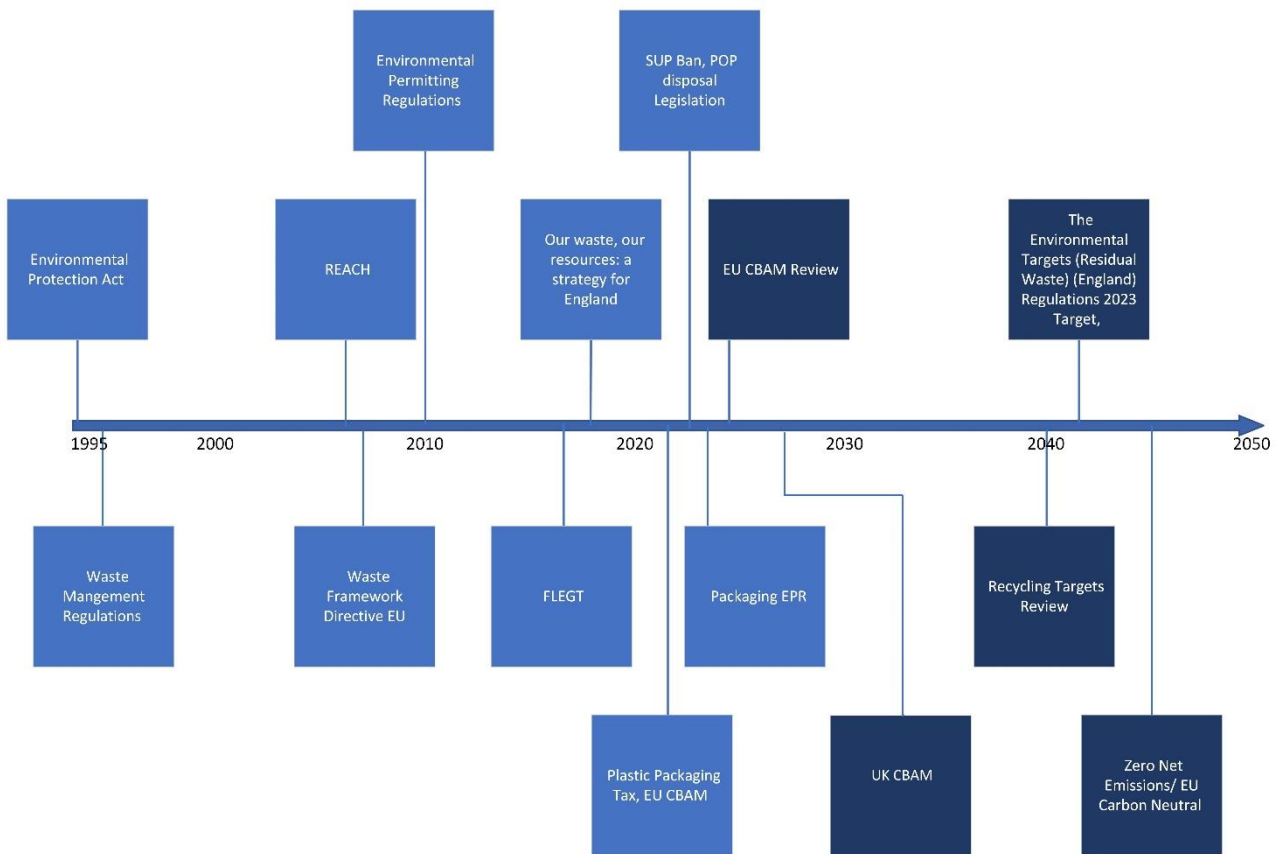 Environmental
Permitting
Regulations
SUP Ban, POP
disposal
Legislation
Environmental
Protection Act
REACH
Our waste, our
resources: a
strategy for
England
EU CBAM Review
The
Environmental
Targets (Residual
Waste) (England)
Regulations 2023
Target,
1995 2000 2010 2020 2030 2040 2050
Waste
Mangement
Regulations
Waste
Framework
Directive EU
FLEGT
Packaging EPR
Recycling Targets
Review
Plastic Packaging
Tax, EU CBAM
UK CBAM
Zero Net
Emissions/ EU
Carbon Neutral